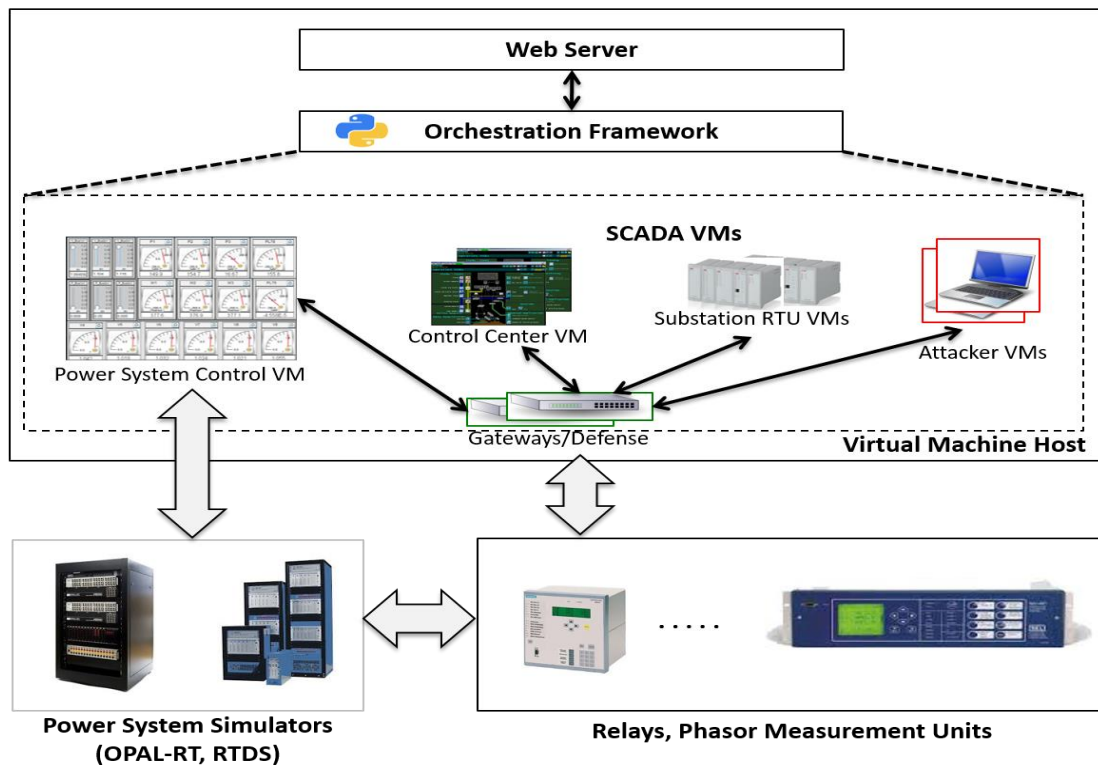 Web Server
Orchestration Framework
SCADA VMs
Control Center VM
Substation RTU VMs
Attacker VMs
Power System Control VM
Gateways/Defense
Virtual Machine Host
. . . . .
Power System Simulators
(OPAL-RT, RTDS)
Relays, Phasor Measurement Units